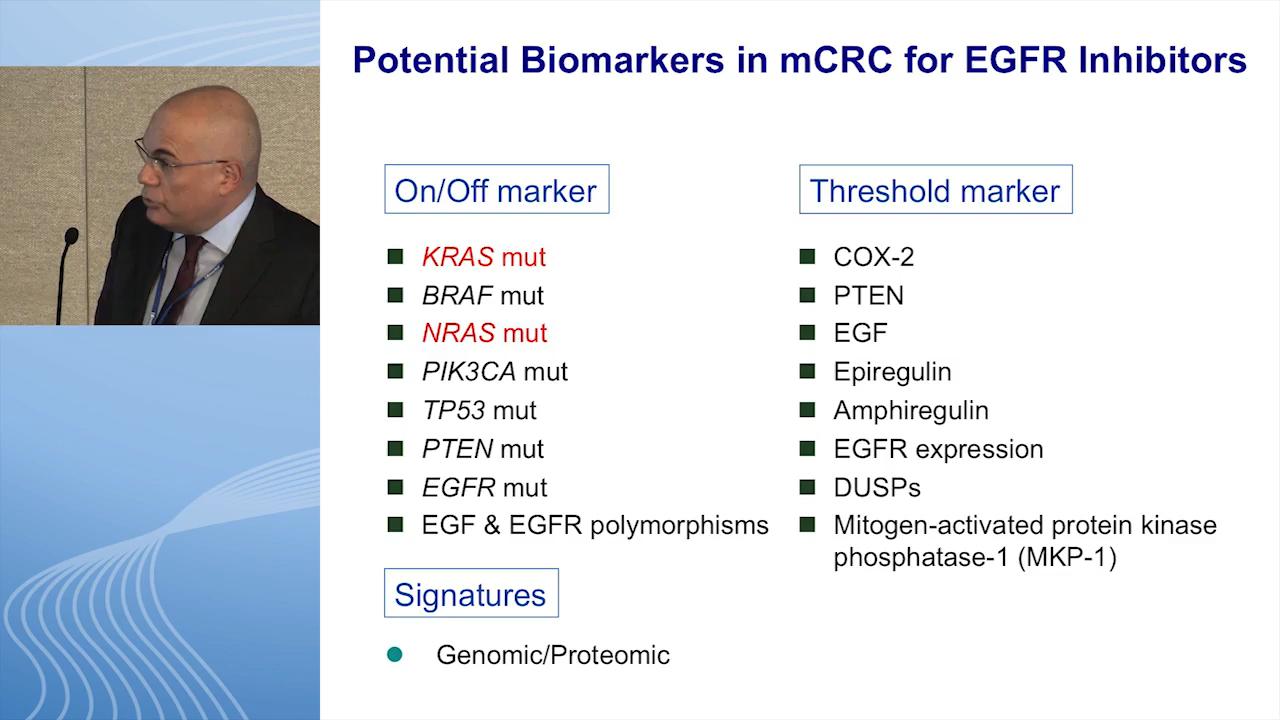 Potential Biomarkers in mCRC for EGFR Inhibitors
On/Off marker
KRAS mut
BRAF mut
NRAS mut
PIK3CA mut
TP53 mut
PTEN mut
EGFR mut
EGF & EGFR polymorphisms
Signatures
Genomic/Proteomic
Threshold marker
COX-2
PTEN
EGF
Epiregulin
Amphiregulin
EGFR expression
DUSPs
Mitogen-activated protein kinase
phosphatase-1 (MKP-1)